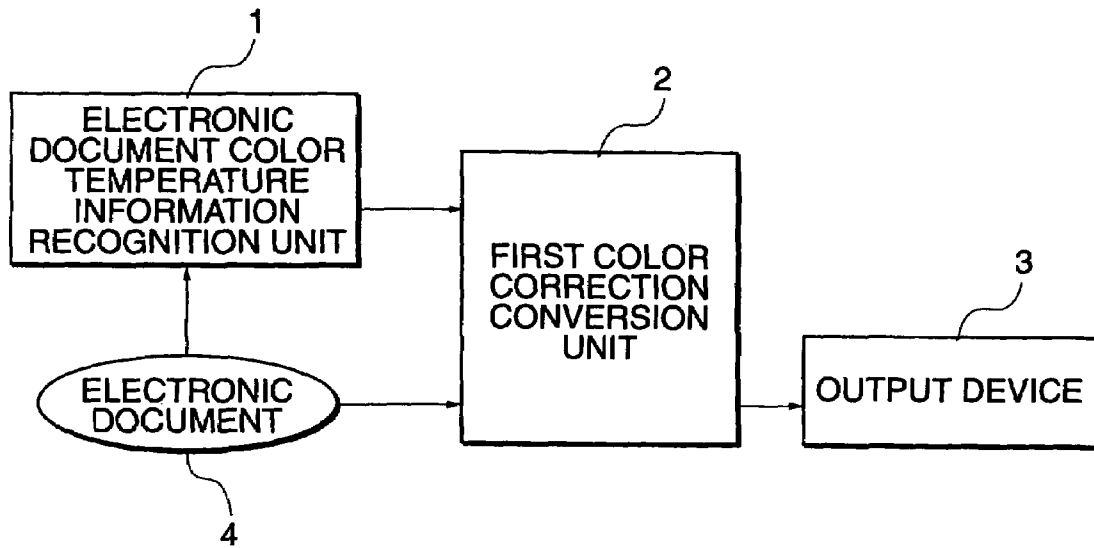 1
ELECTRONIC
DOCUMENT COLOR
TEMPERATURE
INFORMATION
RECOGNITION UNIT
2
FIRST COLOR
CORRECTION
CONVERSION
UNIT
3
OUTPUT DEVICE
ELECTRONIC
DOCUMENT
4